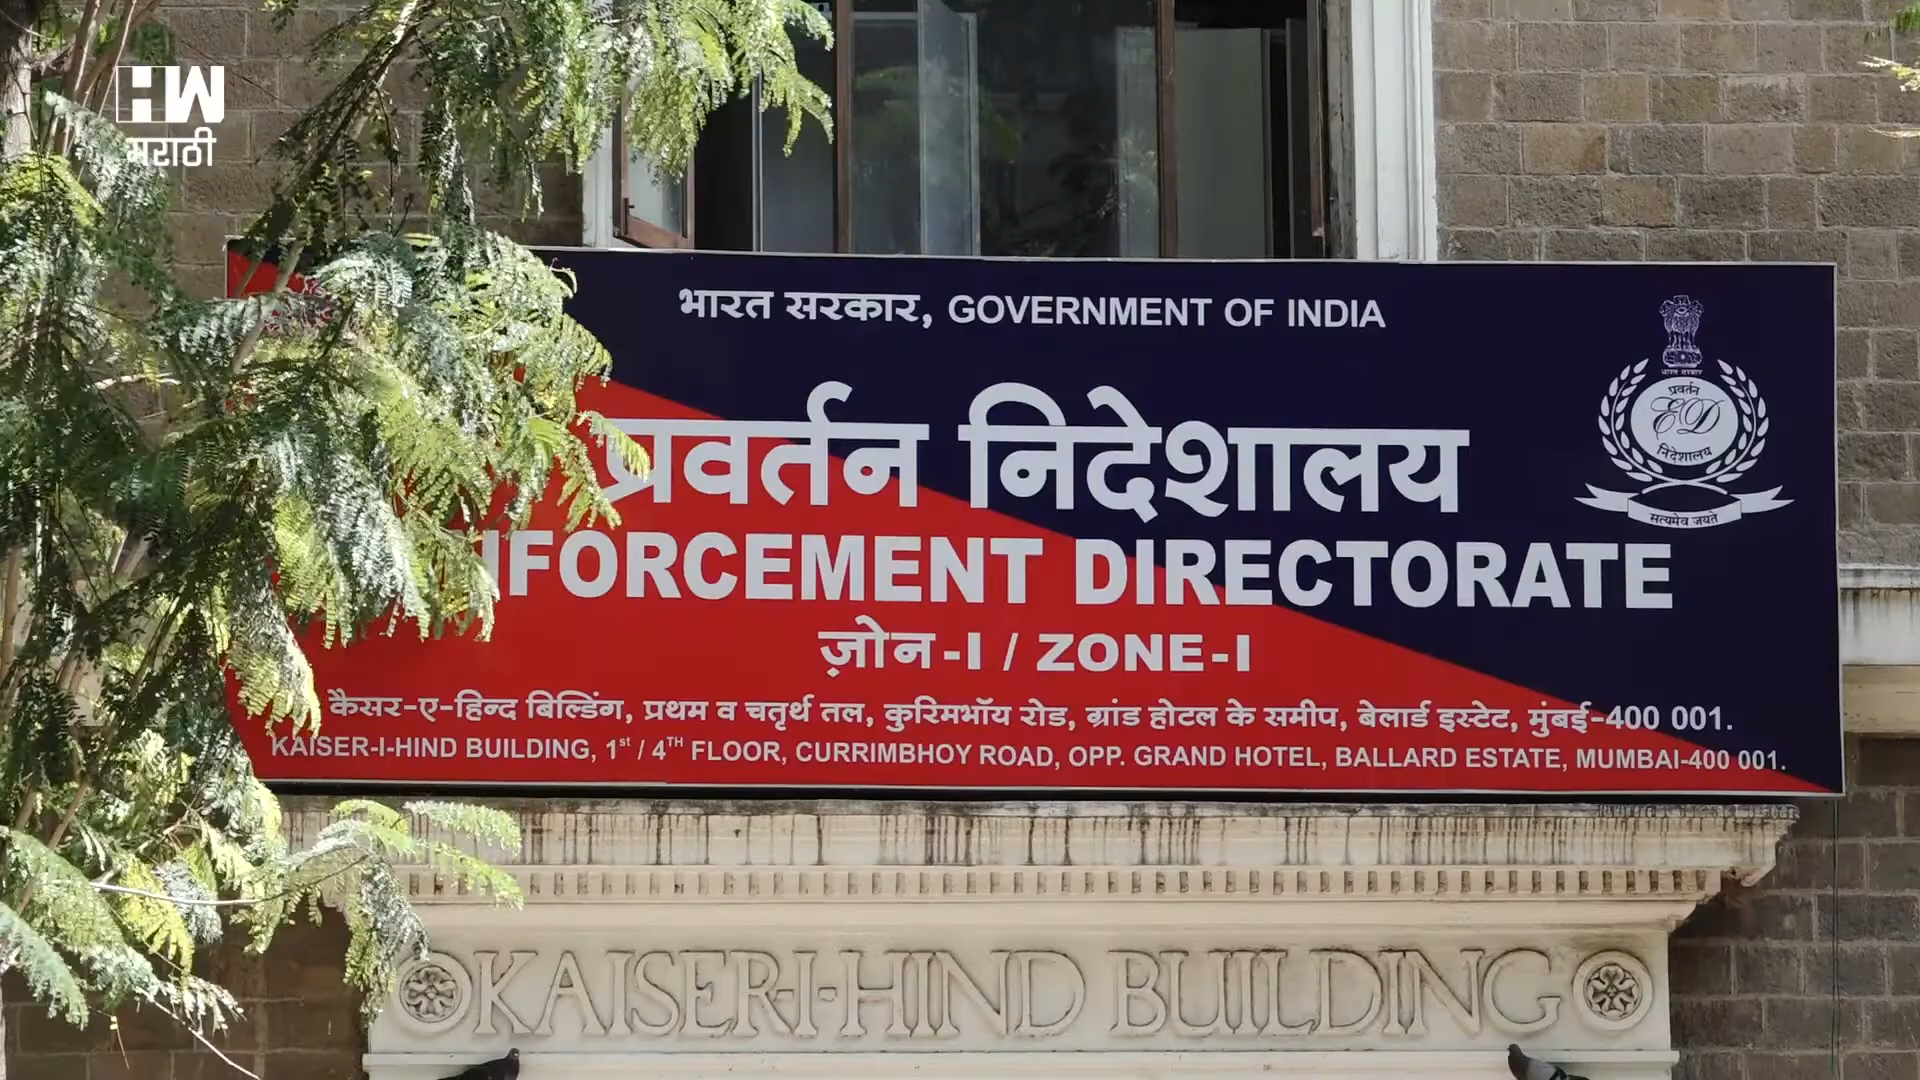 HW
मराठी
भारत सरकार, GOVERNMENT OF INDIA
भारत सरकार
प्रवर्तन
ED
निदेशालय
सत्यमेव जयते
प्रवर्तन निदेशालय
NFORCEMENT DIRECTORATE
ज़ोन-I / ZONE-I
कैसर-ए-हिन्द बिल्डिंग, प्रथम व चतृर्थ तल, कुरिमभॉय रोड, ग्रांड होटल के समीप, बेलार्ड इस्टेट, मुंबई-400 001.
KAISER-I-HIND BUILDING, 1st / 4TH FLOOR, CURRIMBHOY ROAD, OPP. GRAND HOTEL, BALLARD ESTATE, MUMBAI-400 001.
KAISER-I-HIND BUILDING